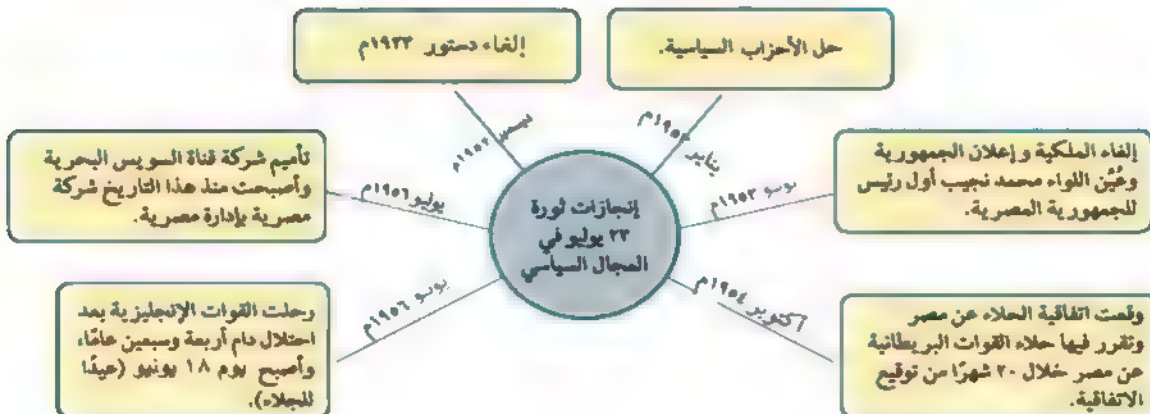 إلغاء دستور ١٩٢٣م
حل الأحزاب السياسية.
ديسمبر ١٩٥٢م
يناير ١٩٥٣م
إلغاء الملكية وإعلان الجمهورية
وعُيِّن اللواء محمد نجيب أول رئيس
للجمهورية المصرية.
يونيو ١٩٥٣م
تأميم شركة قناة السويس البحرية
وأصبحت منذ هذا التاريخ شركة
مصرية بإدارة مصرية.
يوليو ١٩٥٦م
إنجازات ثورة
٢٣ يوليو في
المجال السياسي
أكتوبر ١٩٥٤م
وقعت اتفاقية الجلاء عن مصر
وتقرر فيها جلاء القوات البريطانية
عن مصر خلال ٢٠ شهرًا من توقيع
الاتفاقية.
يونيو ١٩٥٦م
رحلت القوات الإنجليزية بعد
احتلال دام أربعة وسبعين عامًا،
وأصبح يوم ١٨ يونيو (عيدًا
للجلاء).